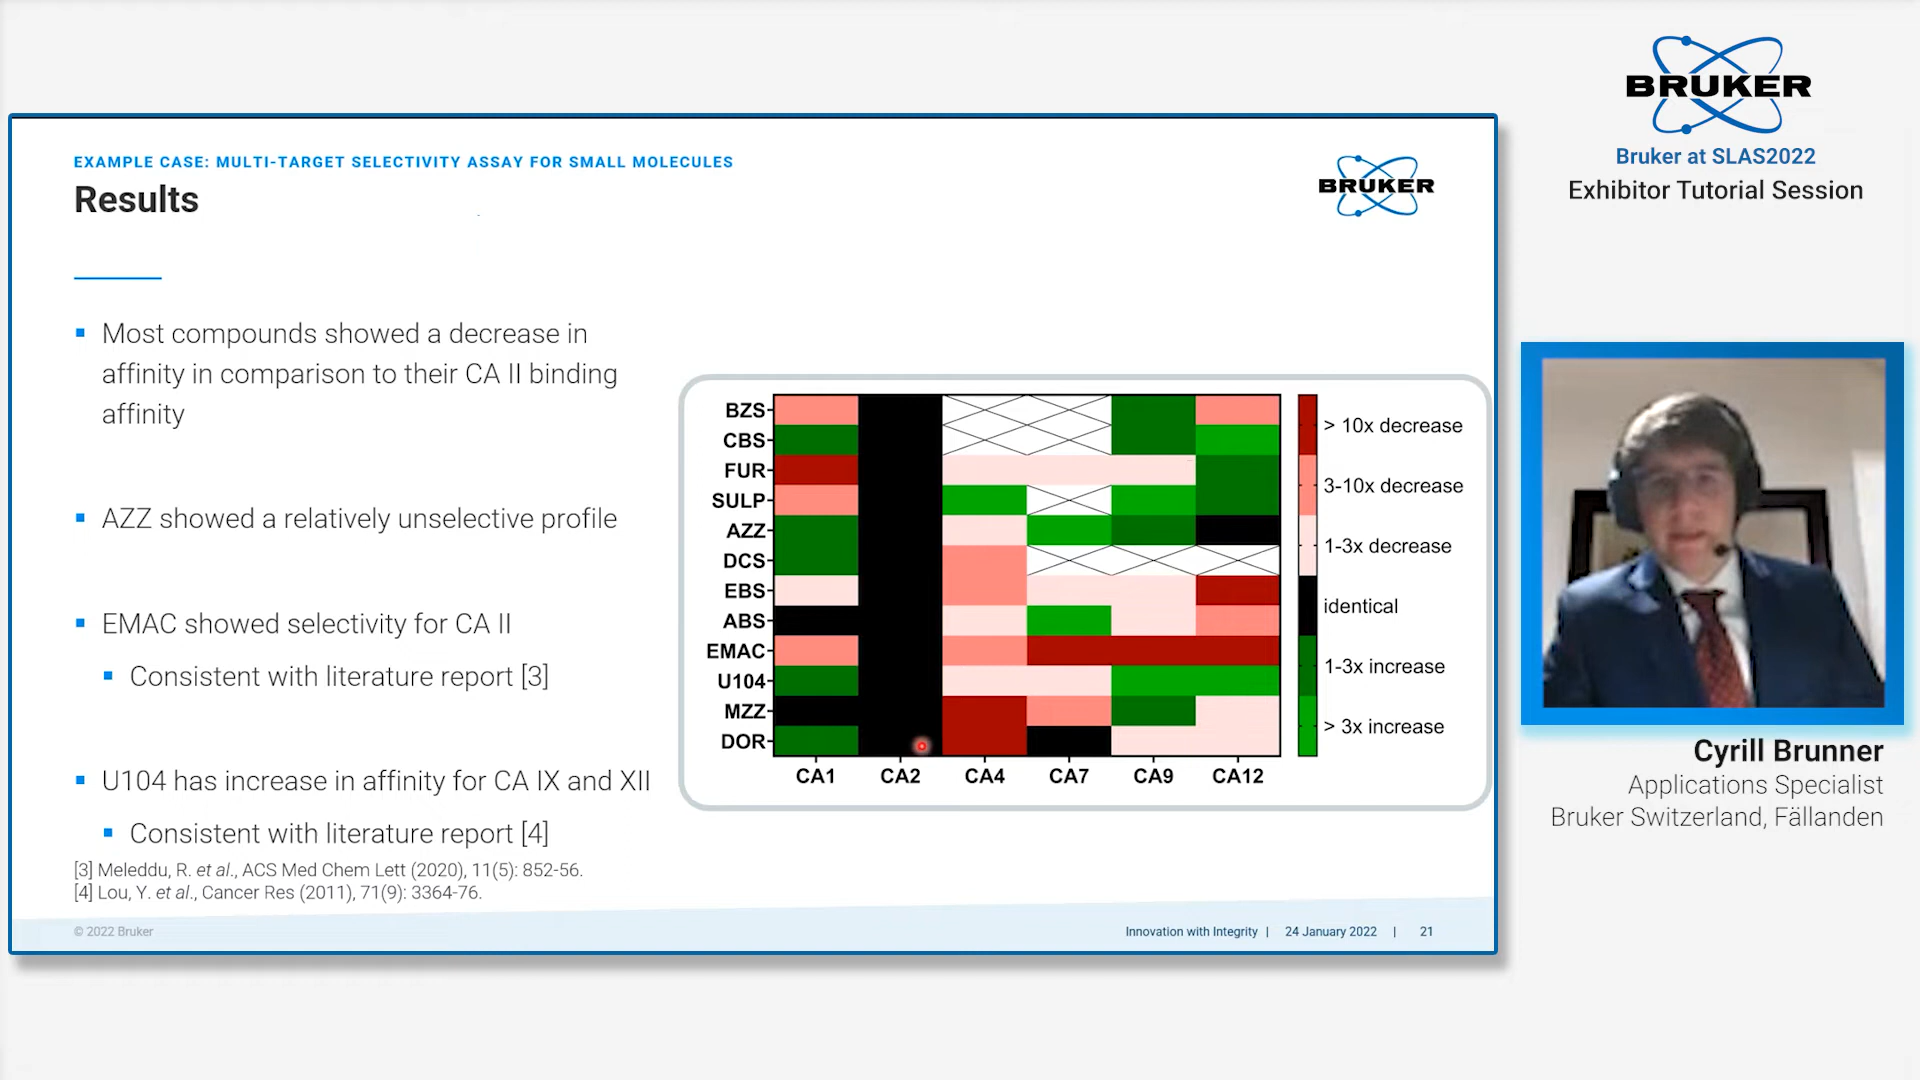 BRUKER
Bruker at SLAS2022
Exhibitor Tutorial Session
EXAMPLE CASE: MULTI-TARGET SELECTIVITY ASSAY FOR SMALL MOLECULES
Results
BRUKER
Most compounds showed a decrease in
affinity in comparison to their CA II binding
affinity
AZZ showed a relatively unselective profile
EMAC showed selectivity for CA II
Consistent with literature report [3]
U104 has increase in affinity for CA IX and XII
Consistent with literature report [4]
[3] Meleddu, R. et al., ACS Med Chem Lett (2020), 11(5): 852-56.
[4] Lou, Y. et al., Cancer Res (2011), 71(9): 3364-76.
BZS
CBS
FUR
SULP
AZZ
DCS
EBS
ABS
EMAC
U104
MZZ
DOR
CA1 CA2 CA4 CA7 CA9 CA12
> 10x decrease
3-10x decrease
1-3x decrease
identical
1-3x increase
> 3x increase
© 2022 Bruker
Innovation with Integrity | 24 January 2022 | 21
Cyrill Brunner
Applications Specialist
Bruker Switzerland, Fällanden